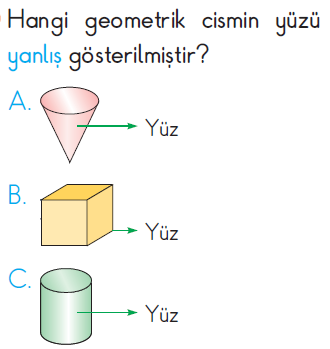 Hangi geometrik cismin yüzü
yanlış gösterilmiştir?
A.
Yüz
B.
Yüz
C.
Yüz